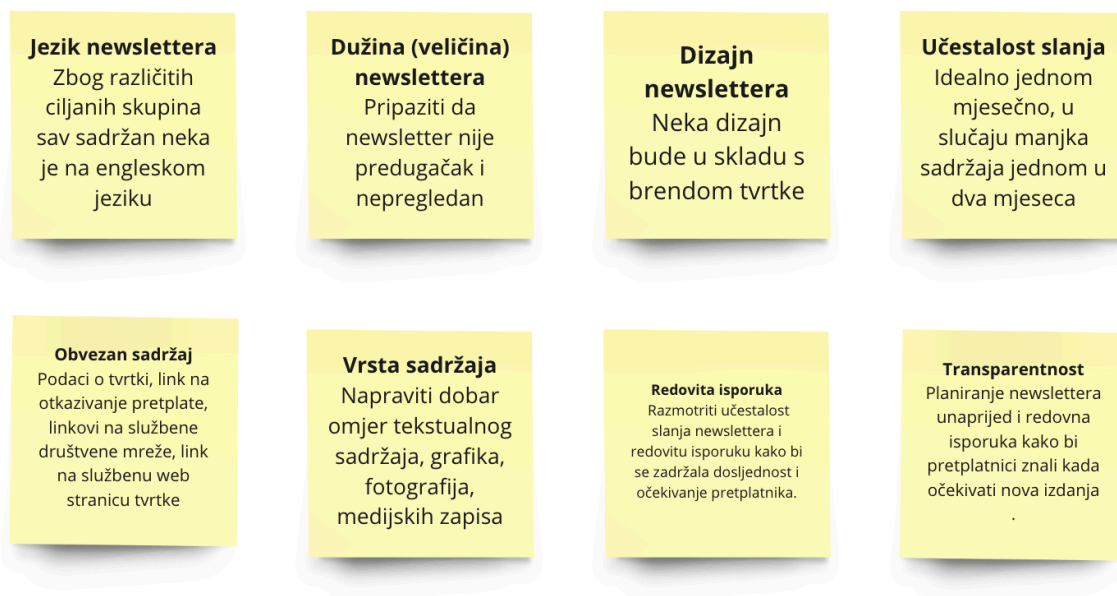 Jezik newslettera
Zbog različitih
ciljanih skupina
sav sadržan neka
je na engleskom
jeziku
Dužina (veličina)
newslettera
Pripaziti da
newsletter nije
predugačak i
nepregledan
Dizajn
newslettera
Neka dizajn
bude u skladu s
brendom tvrtke
Učestalost slanja
Idealno jednom
mjesečno, u
slučaju manjka
sadržaja jednom u
dva mjeseca
Obvezan sadržaj
Podaci o tvrtki, link na
otkazivanje pretplate,
linkovi na službene
društvene mreže, link
na službenu web
stranicu tvrtke
Vrsta sadržaja
Napraviti dobar
omjer tekstualnog
sadržaja, grafika,
fotografija,
medijskih zapisa
Redovita isporuka
Razmotriti učestalost
slanja newslettera i
redovitu isporuku kako bi
se zadržala dosljednost i
očekivanje pretplatnika.
Transparentnost
Planiranje newslettera
unaprijed i redovna
isporuka kako bi
pretplatnici znali kada
očekivati nova izdanja
.